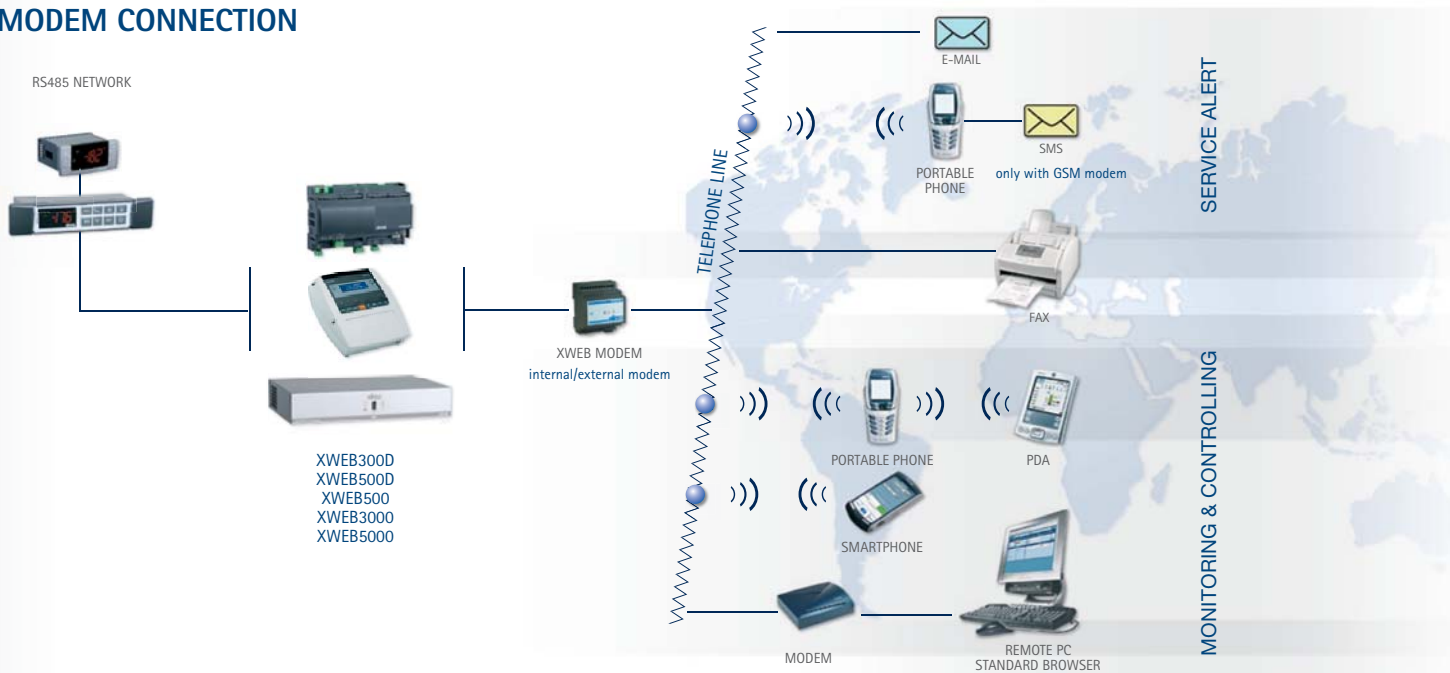 MODEM CONNECTION
RS485 NETWORK
XWEB300D
XWEB500D
XWEB500
XWEB3000
XWEB5000
XWEB MODEM
internal/external modem
TELEPHONE LINE
E-MAIL
PORTABLE
PHONE
SMS
only with GSM modem
FAX
SERVICE ALERT
PORTABLE PHONE
PDA
SMARTPHONE
MODEM
REMOTE PC
STANDARD BROWSER
MONITORING & CONTROLLING